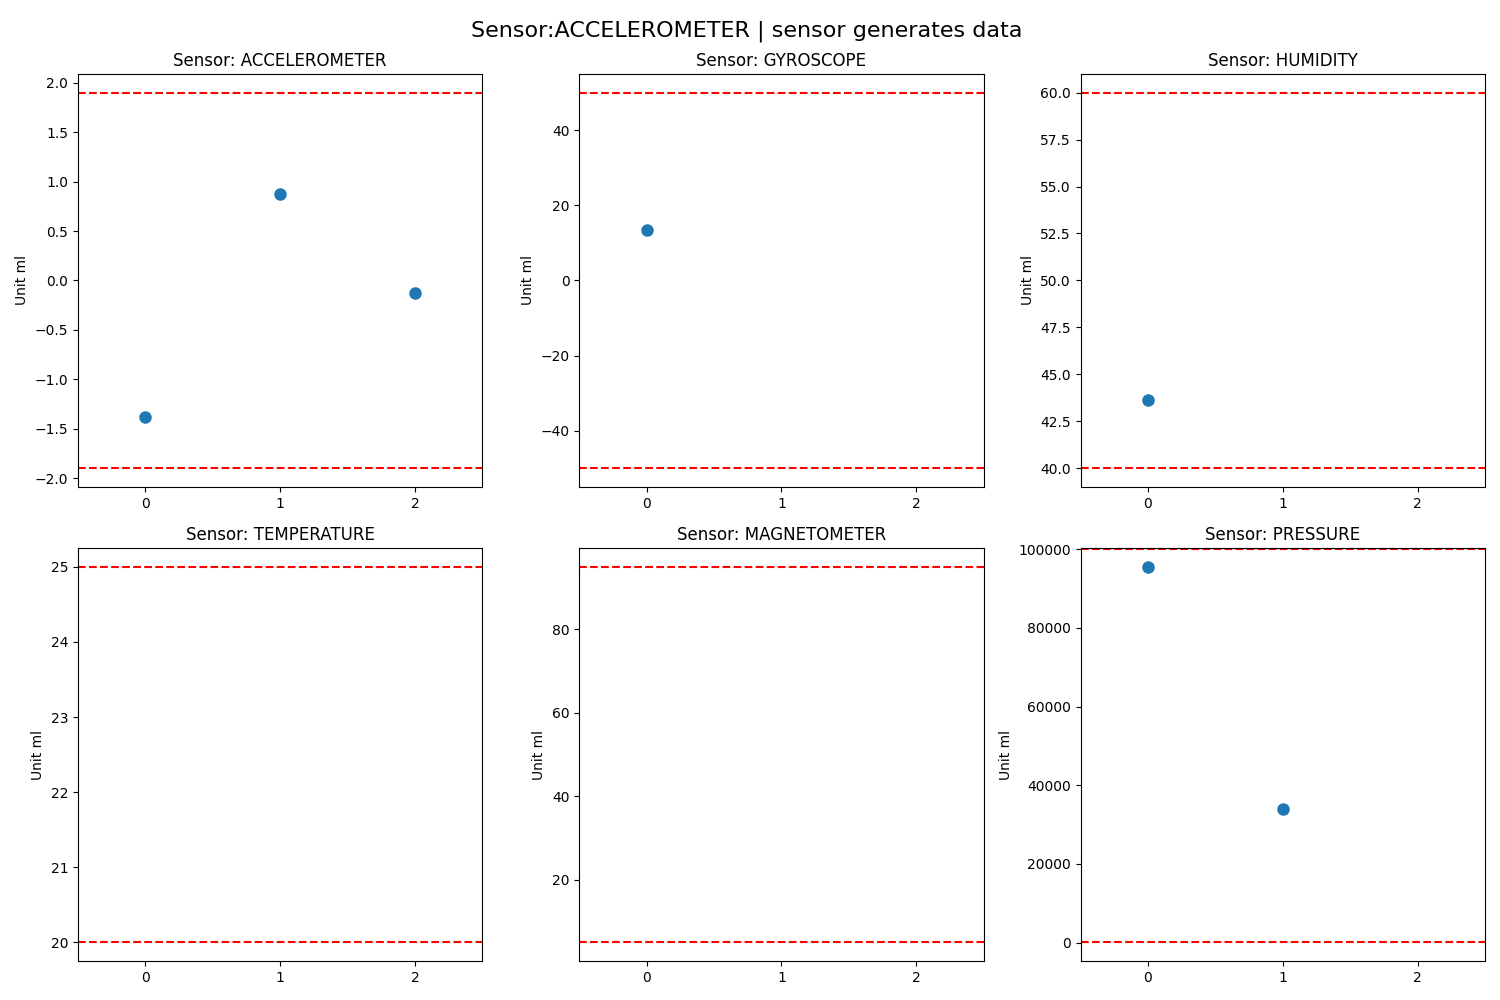 Sensor:ACCELEROMETER | sensor generates data
Sensor: ACCELEROMETER
Unit ml
2.0
1.5
1.0
0.5
0.0
−0.5
−1.0
−1.5
−2.0
0 1 2
Sensor: GYROSCOPE
Unit ml
40
20
0
−20
−40
0 1 2
Sensor: HUMIDITY
Unit ml
60.0
57.5
55.0
52.5
50.0
47.5
45.0
42.5
40.0
0 1 2
Sensor: TEMPERATURE
Unit ml
25
24
23
22
21
20
0 1 2
Sensor: MAGNETOMETER
Unit ml
80
60
40
20
0 1 2
Sensor: PRESSURE
Unit ml
100000
80000
60000
40000
20000
0
0 1 2